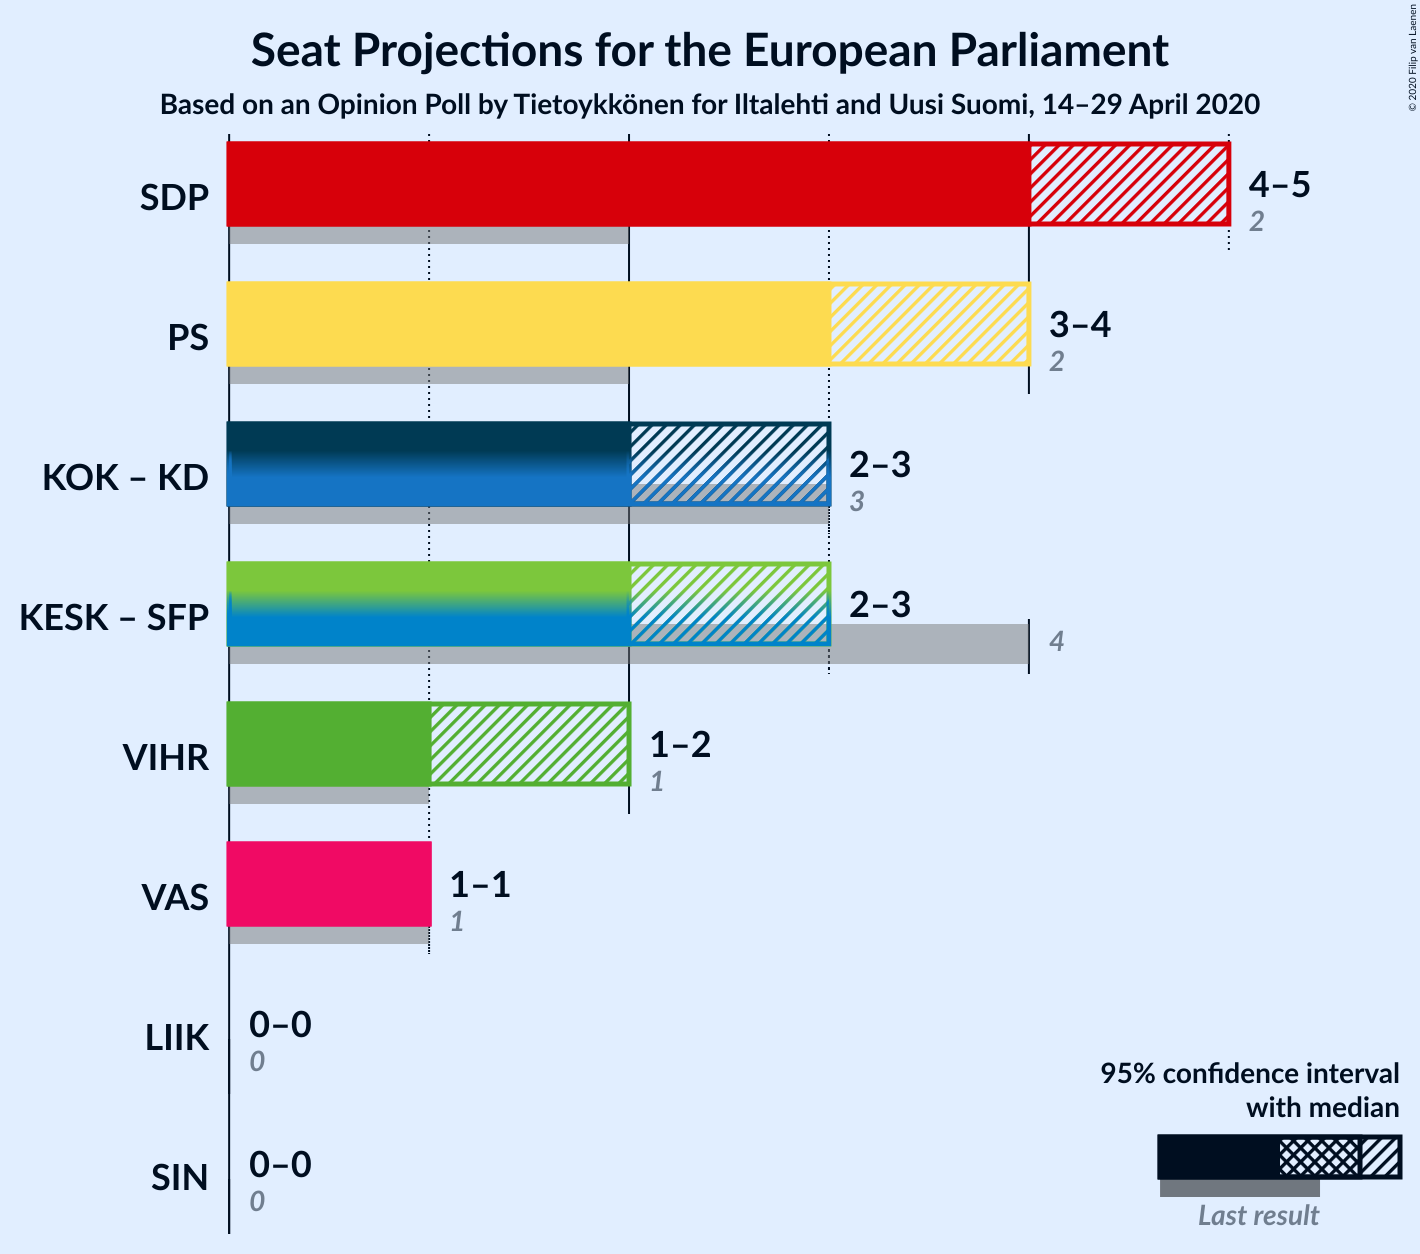 Seat Projections for the European Parliament
Based on an Opinion Poll by Tietoykkönen for Iltalehti and Uusi Suomi, 14–29 April 2020
© 2020 Filip van Laenen
SDP
4–5
2
PS
3–4
2
KOK – KD
2–3
3
KESK – SFP
2–3
4
VIHR
1–2
1
VAS
1–1
1
LIIK
0–0
0
SIN
0–0
0
95% confidence interval
with median
Last result